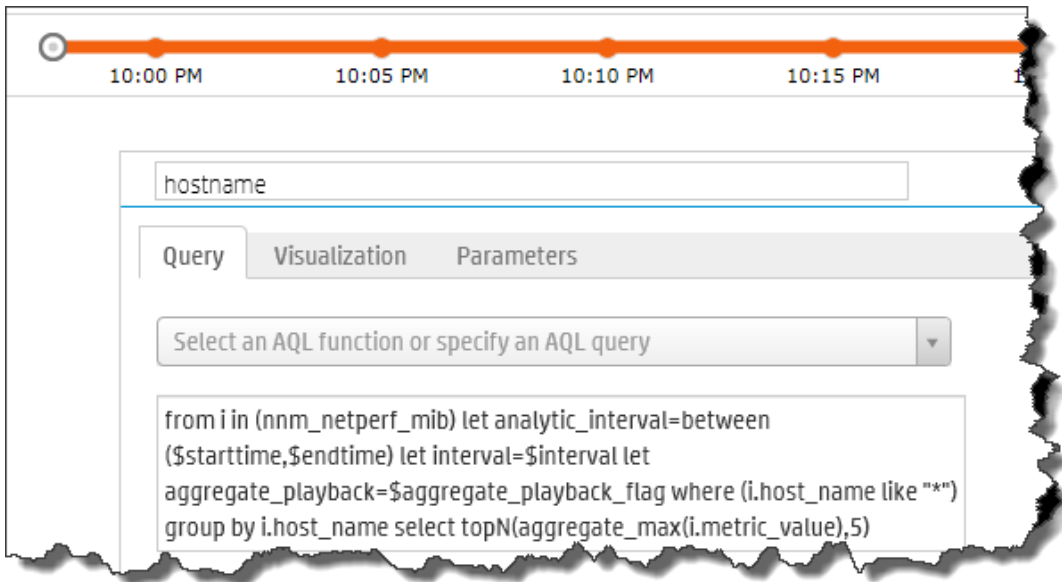 10:00 PM 10:05 PM 10:10 PM 10:15 PM
hostname
Query Visualization Parameters
Select an AQL function or specify an AQL query
from i in (nnm_netperf_mib) let analytic_interval=between
($starttime,$endtime) let interval=$interval let
aggregate_playback=$aggregate_playback_flag where (i.host_name like "*")
group by i.host_name select topN(aggregate_max(i.metric_value),5)